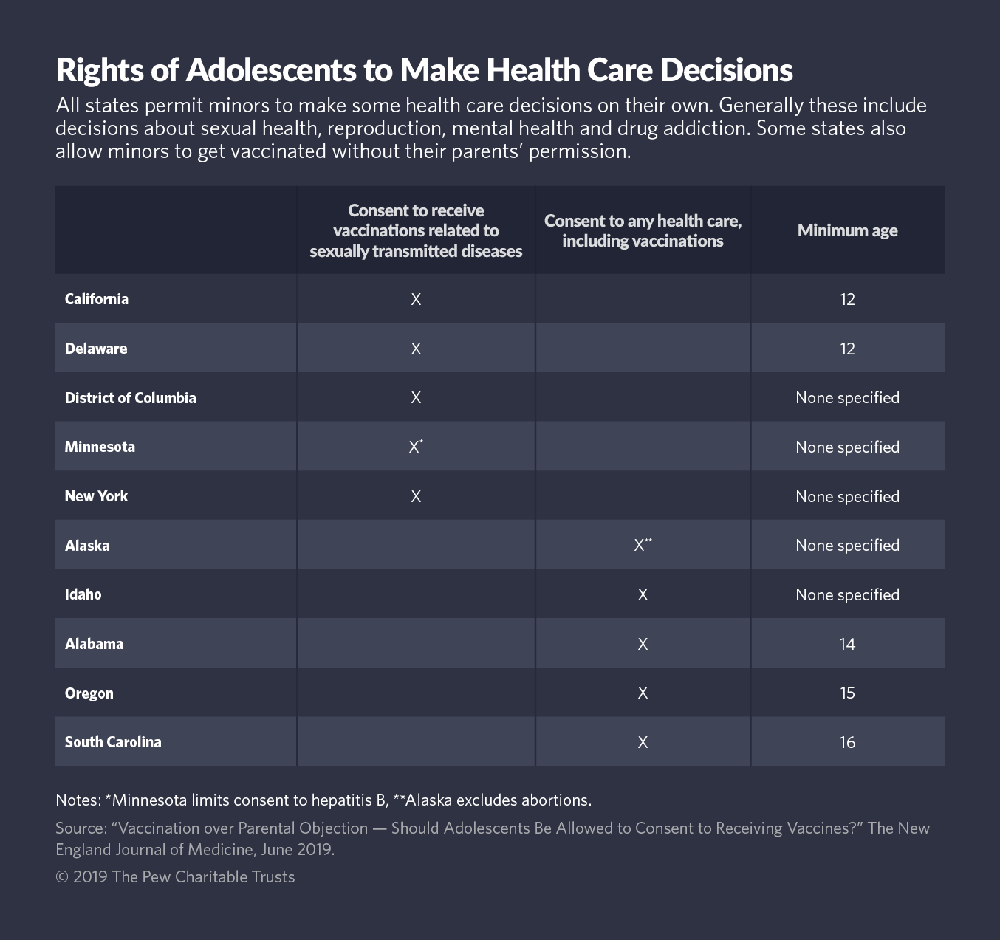 Rights of Adolescents to Make Health Care Decisions
All states permit minors to make some health care decisions on their own. Generally these include
decisions about sexual health, reproduction, mental health and drug addiction. Some states also
allow minors to get vaccinated without their parents’ permission.
Consent to receive
vaccinations related to
sexually transmitted diseases
Consent to any health care,
including vaccinations
Minimum age
California X 12
Delaware X 12
District of Columbia X None specified
Minnesota X* None specified
New York X None specified
Alaska X** None specified
Idaho X None specified
Alabama X 14
Oregon X 15
South Carolina X 16
Notes: *Minnesota limits consent to hepatitis B, **Alaska excludes abortions.
Source: “Vaccination over Parental Objection — Should Adolescents Be Allowed to Consent to Receiving Vaccines?” The New
England Journal of Medicine, June 2019.
© 2019 The Pew Charitable Trusts